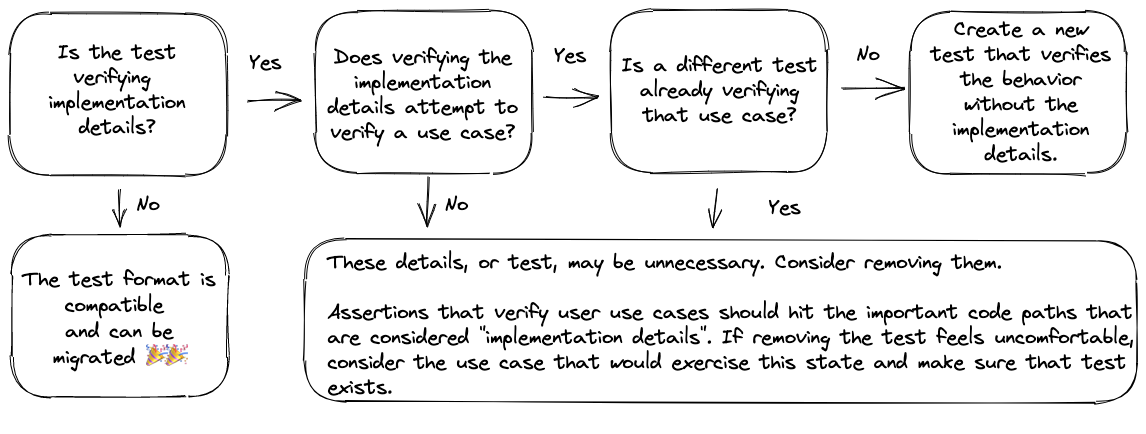 Is the test
verifying
implementation
details?
Yes
Does verifying the
implementation
details attempt to
verify a use case?
Yes
Is a different test
already verifying
that use case?
No
Create a new
test that verifies
the behavior
without the
implementation
details.
No
No
Yes
The test format is
compatible
and can be
migrated 🎉🎉
These details, or test, may be unnecessary. Consider removing them.
Assertions that verify user use cases should hit the important code paths that
are considered "implementation details". If removing the test feels uncomfortable,
consider the use case that would exercise this state and make sure that test
exists.